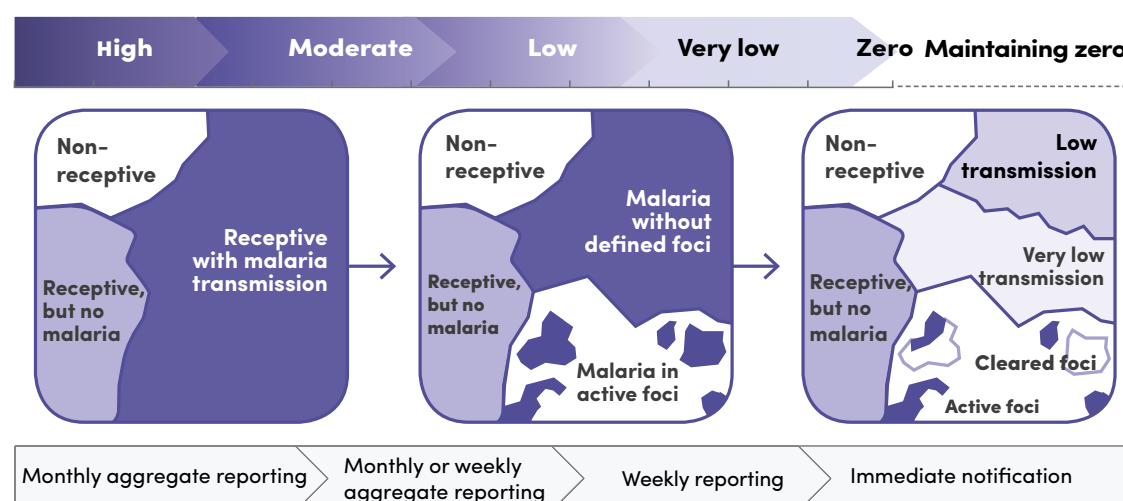 High
Moderate
Low
Very low
Zero
Maintaining zero
Non-
receptive
Receptive
with malaria
transmission
Receptive,
but no
malaria
Non-
receptive
Malaria
without
defined foci
Receptive,
but no
malaria
Malaria in
active foci
Non-
receptive
Low
transmission
Very low
transmission
Receptive,
but no
malaria
Cleared foci
Active foci
Monthly aggregate reporting
Monthly or weekly
aggregate reporting
Weekly reporting
Immediate notification